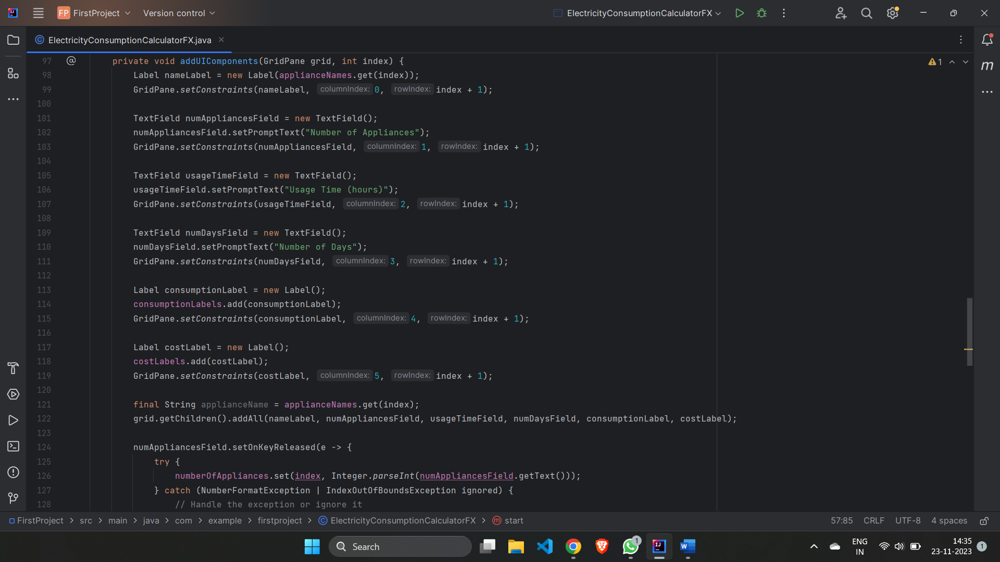 FP FirstProject Version control ElectricityConsumptionCalculatorFX
ElectricityConsumptionCalculatorFX.java
97 @ private void addUIComponents(GridPane grid, int index) { 1
98 Label nameLabel = new Label(applianceNames.get(index));
99 GridPane.setConstraints(nameLabel, columnIndex: 0, rowIndex: index + 1);
100
101 TextField numAppliancesField = new TextField();
102 numAppliancesField.setPromptText("Number of Appliances");
103 GridPane.setConstraints(numAppliancesField, columnIndex: 1, rowIndex: index + 1);
104
105 TextField usageTimeField = new TextField();
106 usageTimeField.setPromptText("Usage Time (hours)");
107 GridPane.setConstraints(usageTimeField, columnIndex: 2, rowIndex: index + 1);
108
109 TextField numDaysField = new TextField();
110 numDaysField.setPromptText("Number of Days");
111 GridPane.setConstraints(numDaysField, columnIndex: 3, rowIndex: index + 1);
112
113 Label consumptionLabel = new Label();
114 consumptionLabels.add(consumptionLabel);
115 GridPane.setConstraints(consumptionLabel, columnIndex: 4, rowIndex: index + 1);
116
117 Label costLabel = new Label();
118 costLabels.add(costLabel);
119 GridPane.setConstraints(costLabel, columnIndex: 5, rowIndex: index + 1);
120
121 final String applianceName = applianceNames.get(index);
122 grid.getChildren().addAll(nameLabel, numAppliancesField, usageTimeField, numDaysField, consumptionLabel, costLabel);
123
124 numAppliancesField.setOnKeyReleased(e -> {
125 try {
126 numberOfAppliances.set(index, Integer.parseInt(numAppliancesField.getText()));
127 } catch (NumberFormatException | IndexOutOfBoundsException ignored) {
128 // Handle the exception or ignore it
FirstProject > src > main > java > com > example > firstproject > ElectricityConsumptionCalculatorFX > start 57:85 CRLF UTF-8 4 spaces
Search 1 ENG 14:35
IN 23-11-2023 1